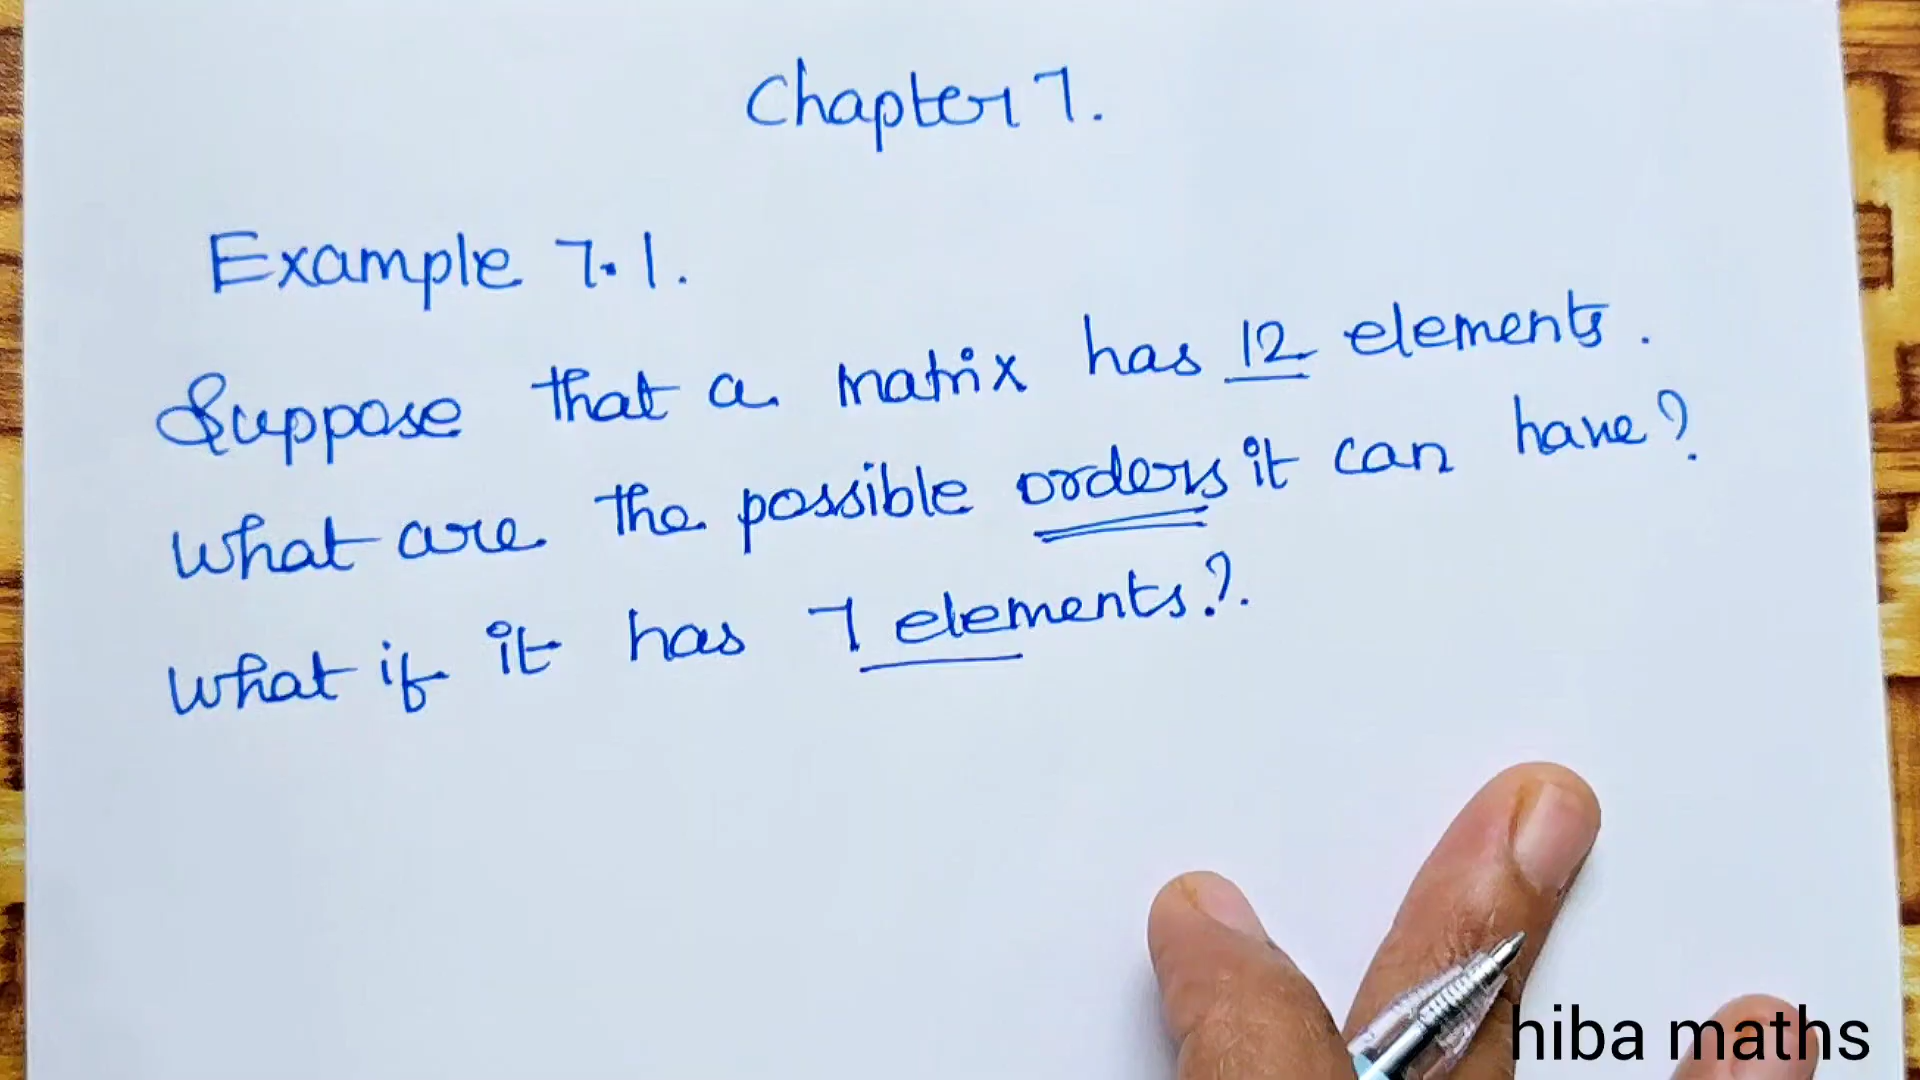 Chapter 7.
Example 7.1.
Suppose that a matrix has 12 elements.
What are the possible orders it can have?
What if it has 7 elements?.
hiba maths